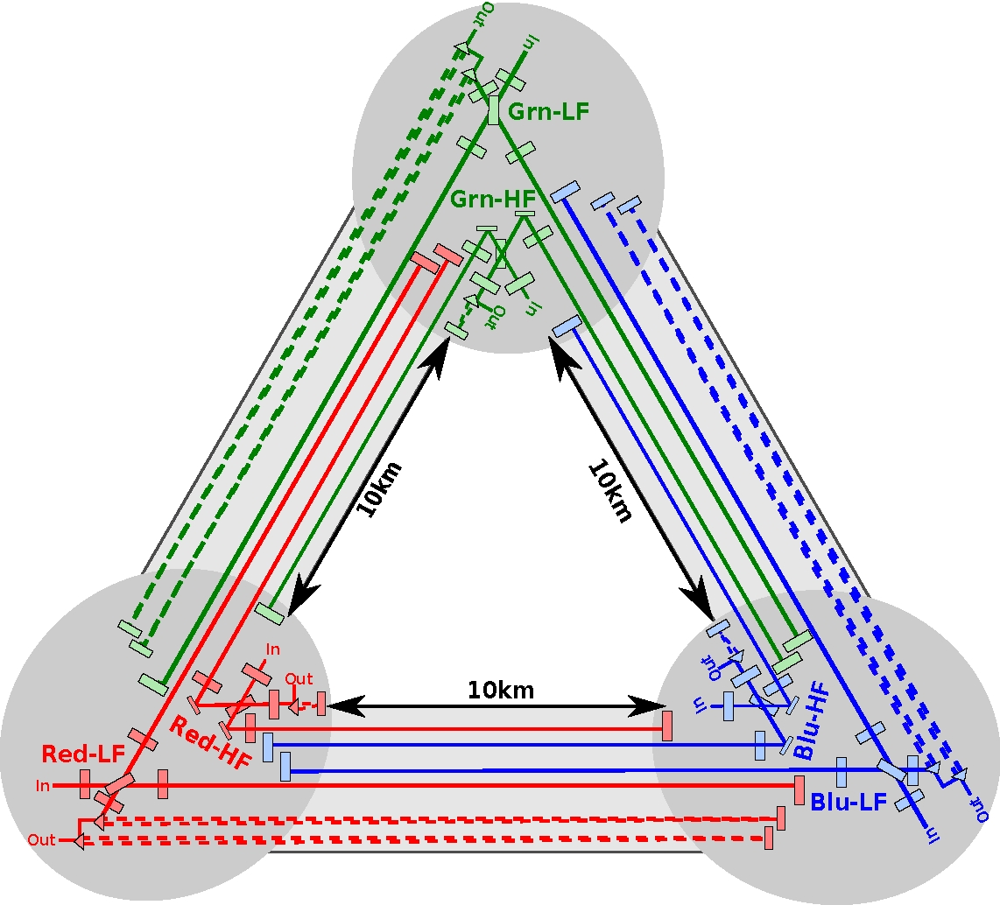 Out
In
Grn-LF
Grn-HF
In
Out
10km
10km
In
Out
Out
In
10km
Red-HF
Blu-HF
Red-LF
In
Blu-LF
Out
Out
In